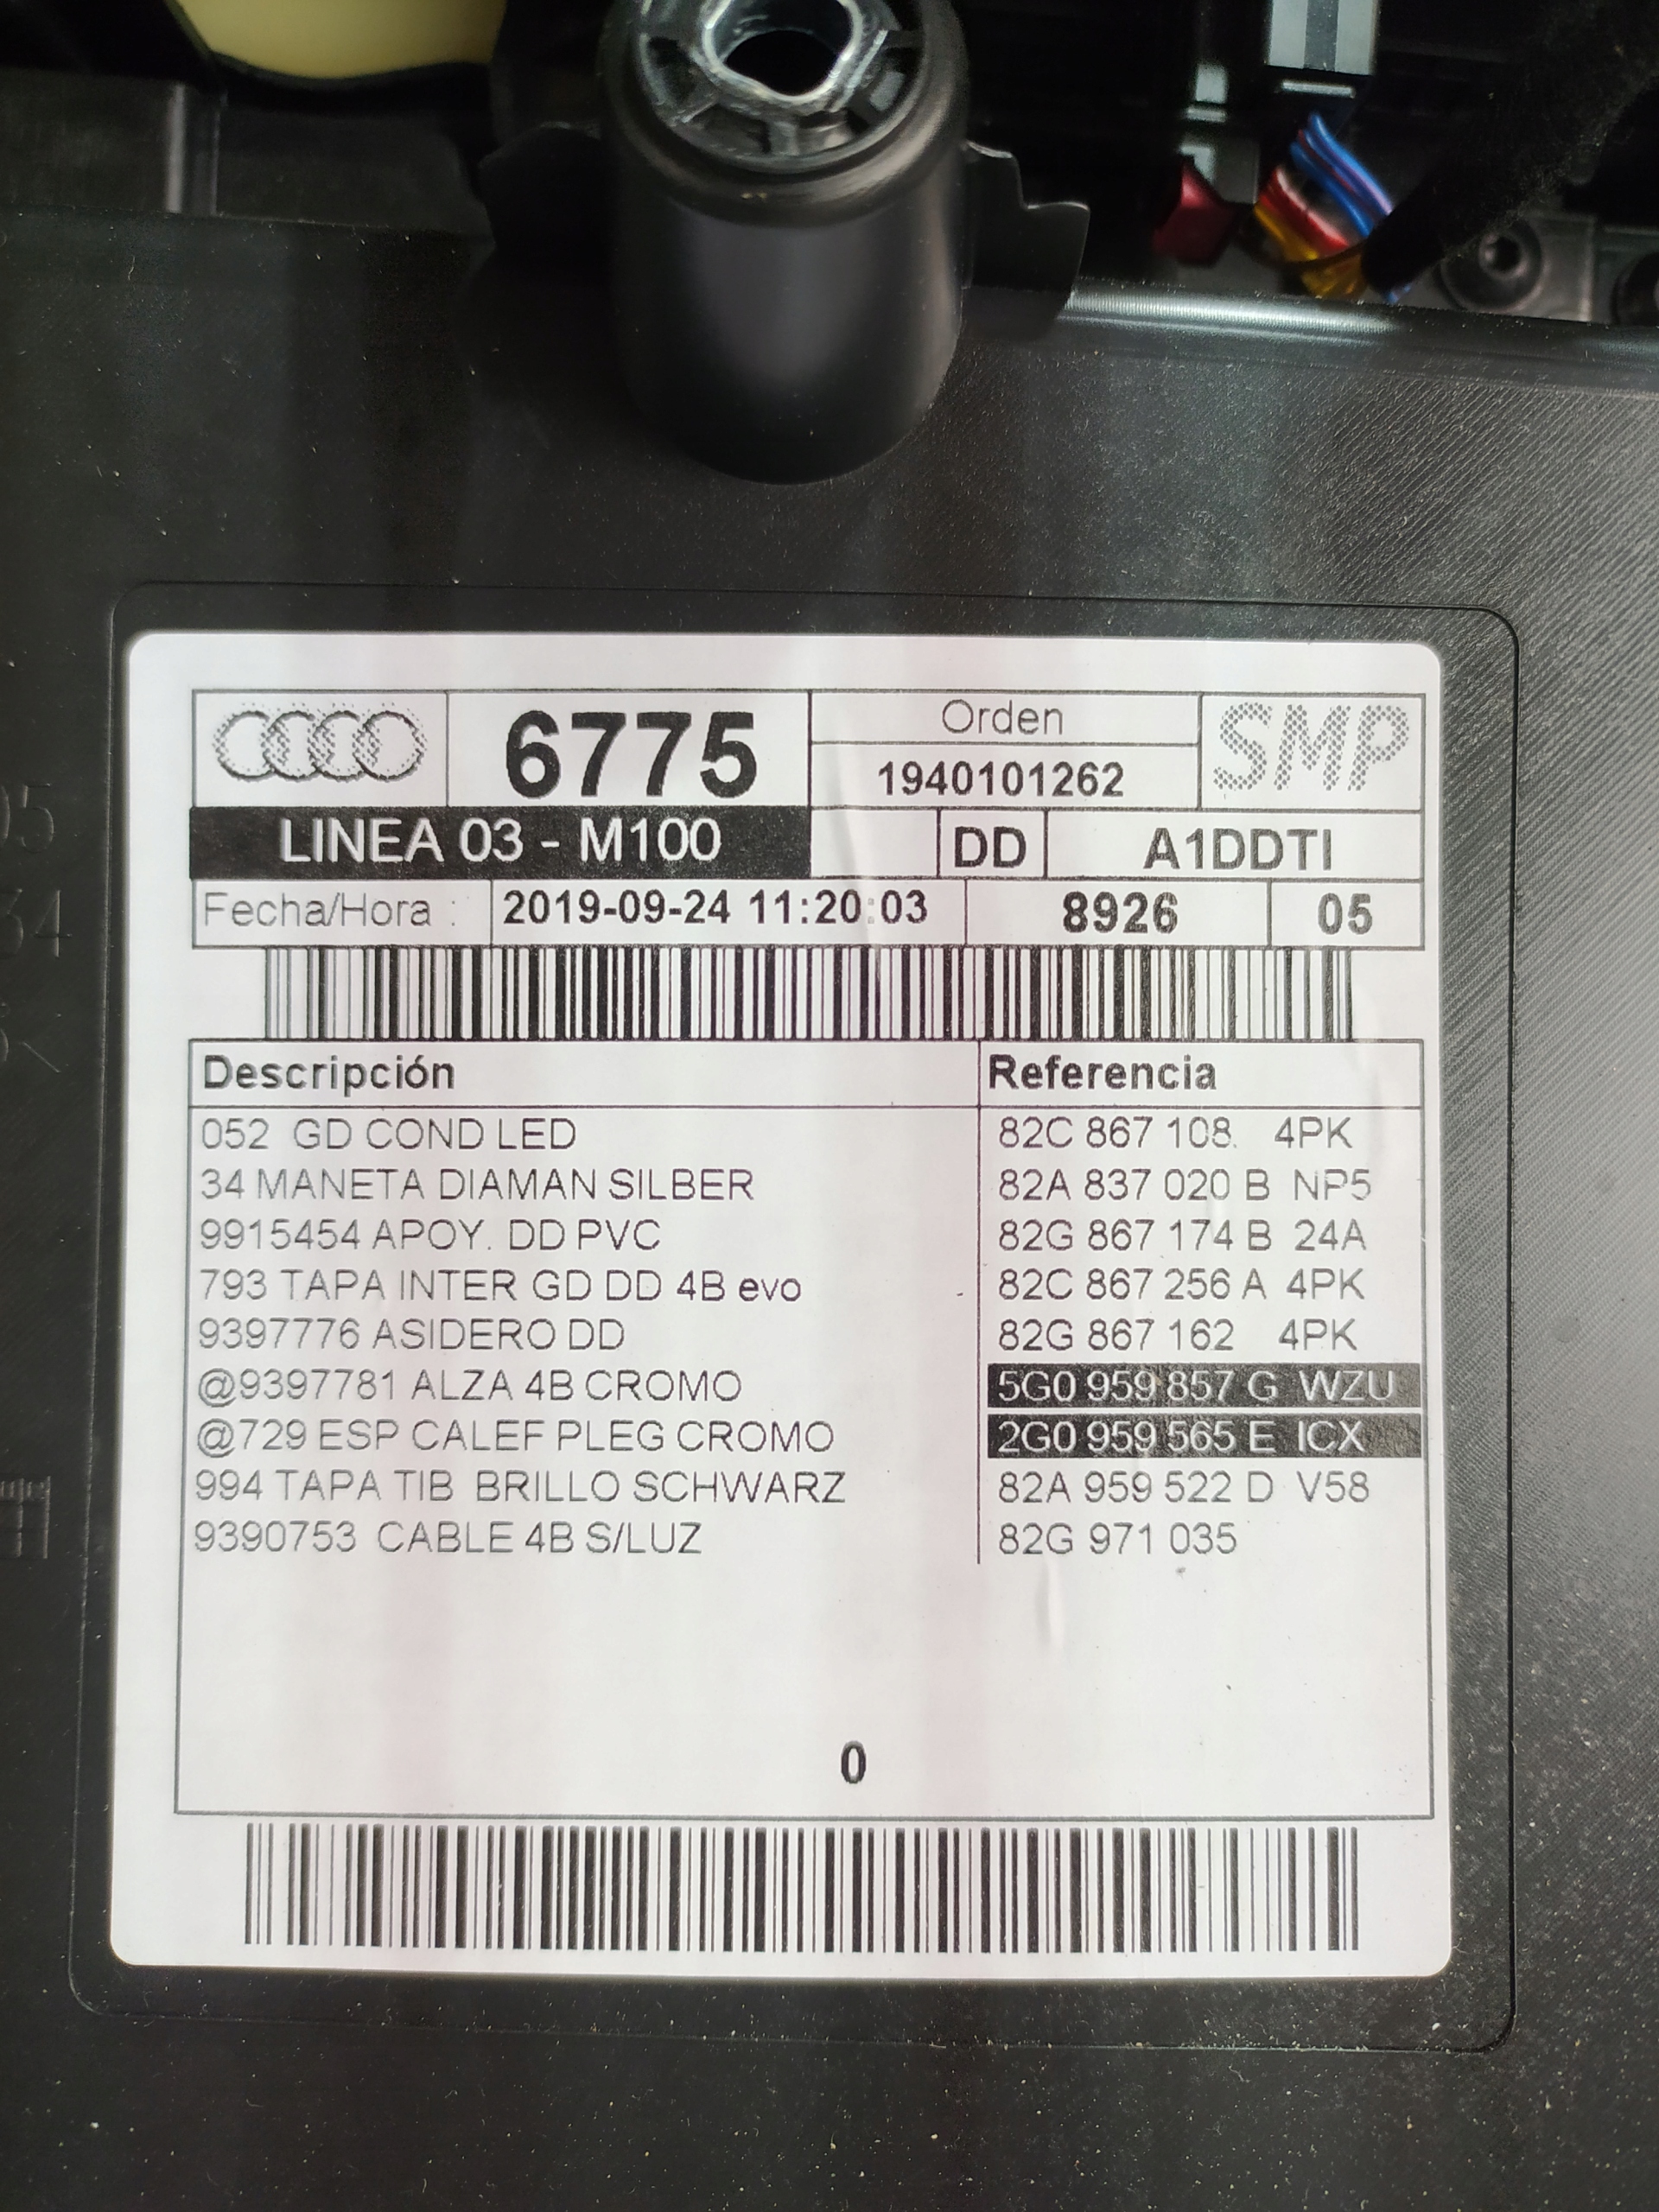 6775
Orden
1940101262
SMP
LINEA 03 - M100
DD
A1DDTI
Fecha/Hora :
2019-09-24 11:20:03
8926
05
Descripción
Referencia
052 GD COND LED 82C 867 108. 4PK
34 MANETA DIAMAN SILBER 82A 837 020 B NP5
9915454 APOY. DD PVC 82G 867 174 B 24A
793 TAPA INTER GD DD 4B evo 82C 867 256 A 4PK
9397776 ASIDERO DD 82G 867 162 4PK
@9397781 ALZA 4B CROMO 5G0 959 857 G WZU
@729 ESP CALEF PLEG CROMO 2G0 959 565 E ICX
994 TAPA TIB BRILLO SCHWARZ 82A 959 522 D V58
9390753 CABLE 4B S/LUZ 82G 971 035
0